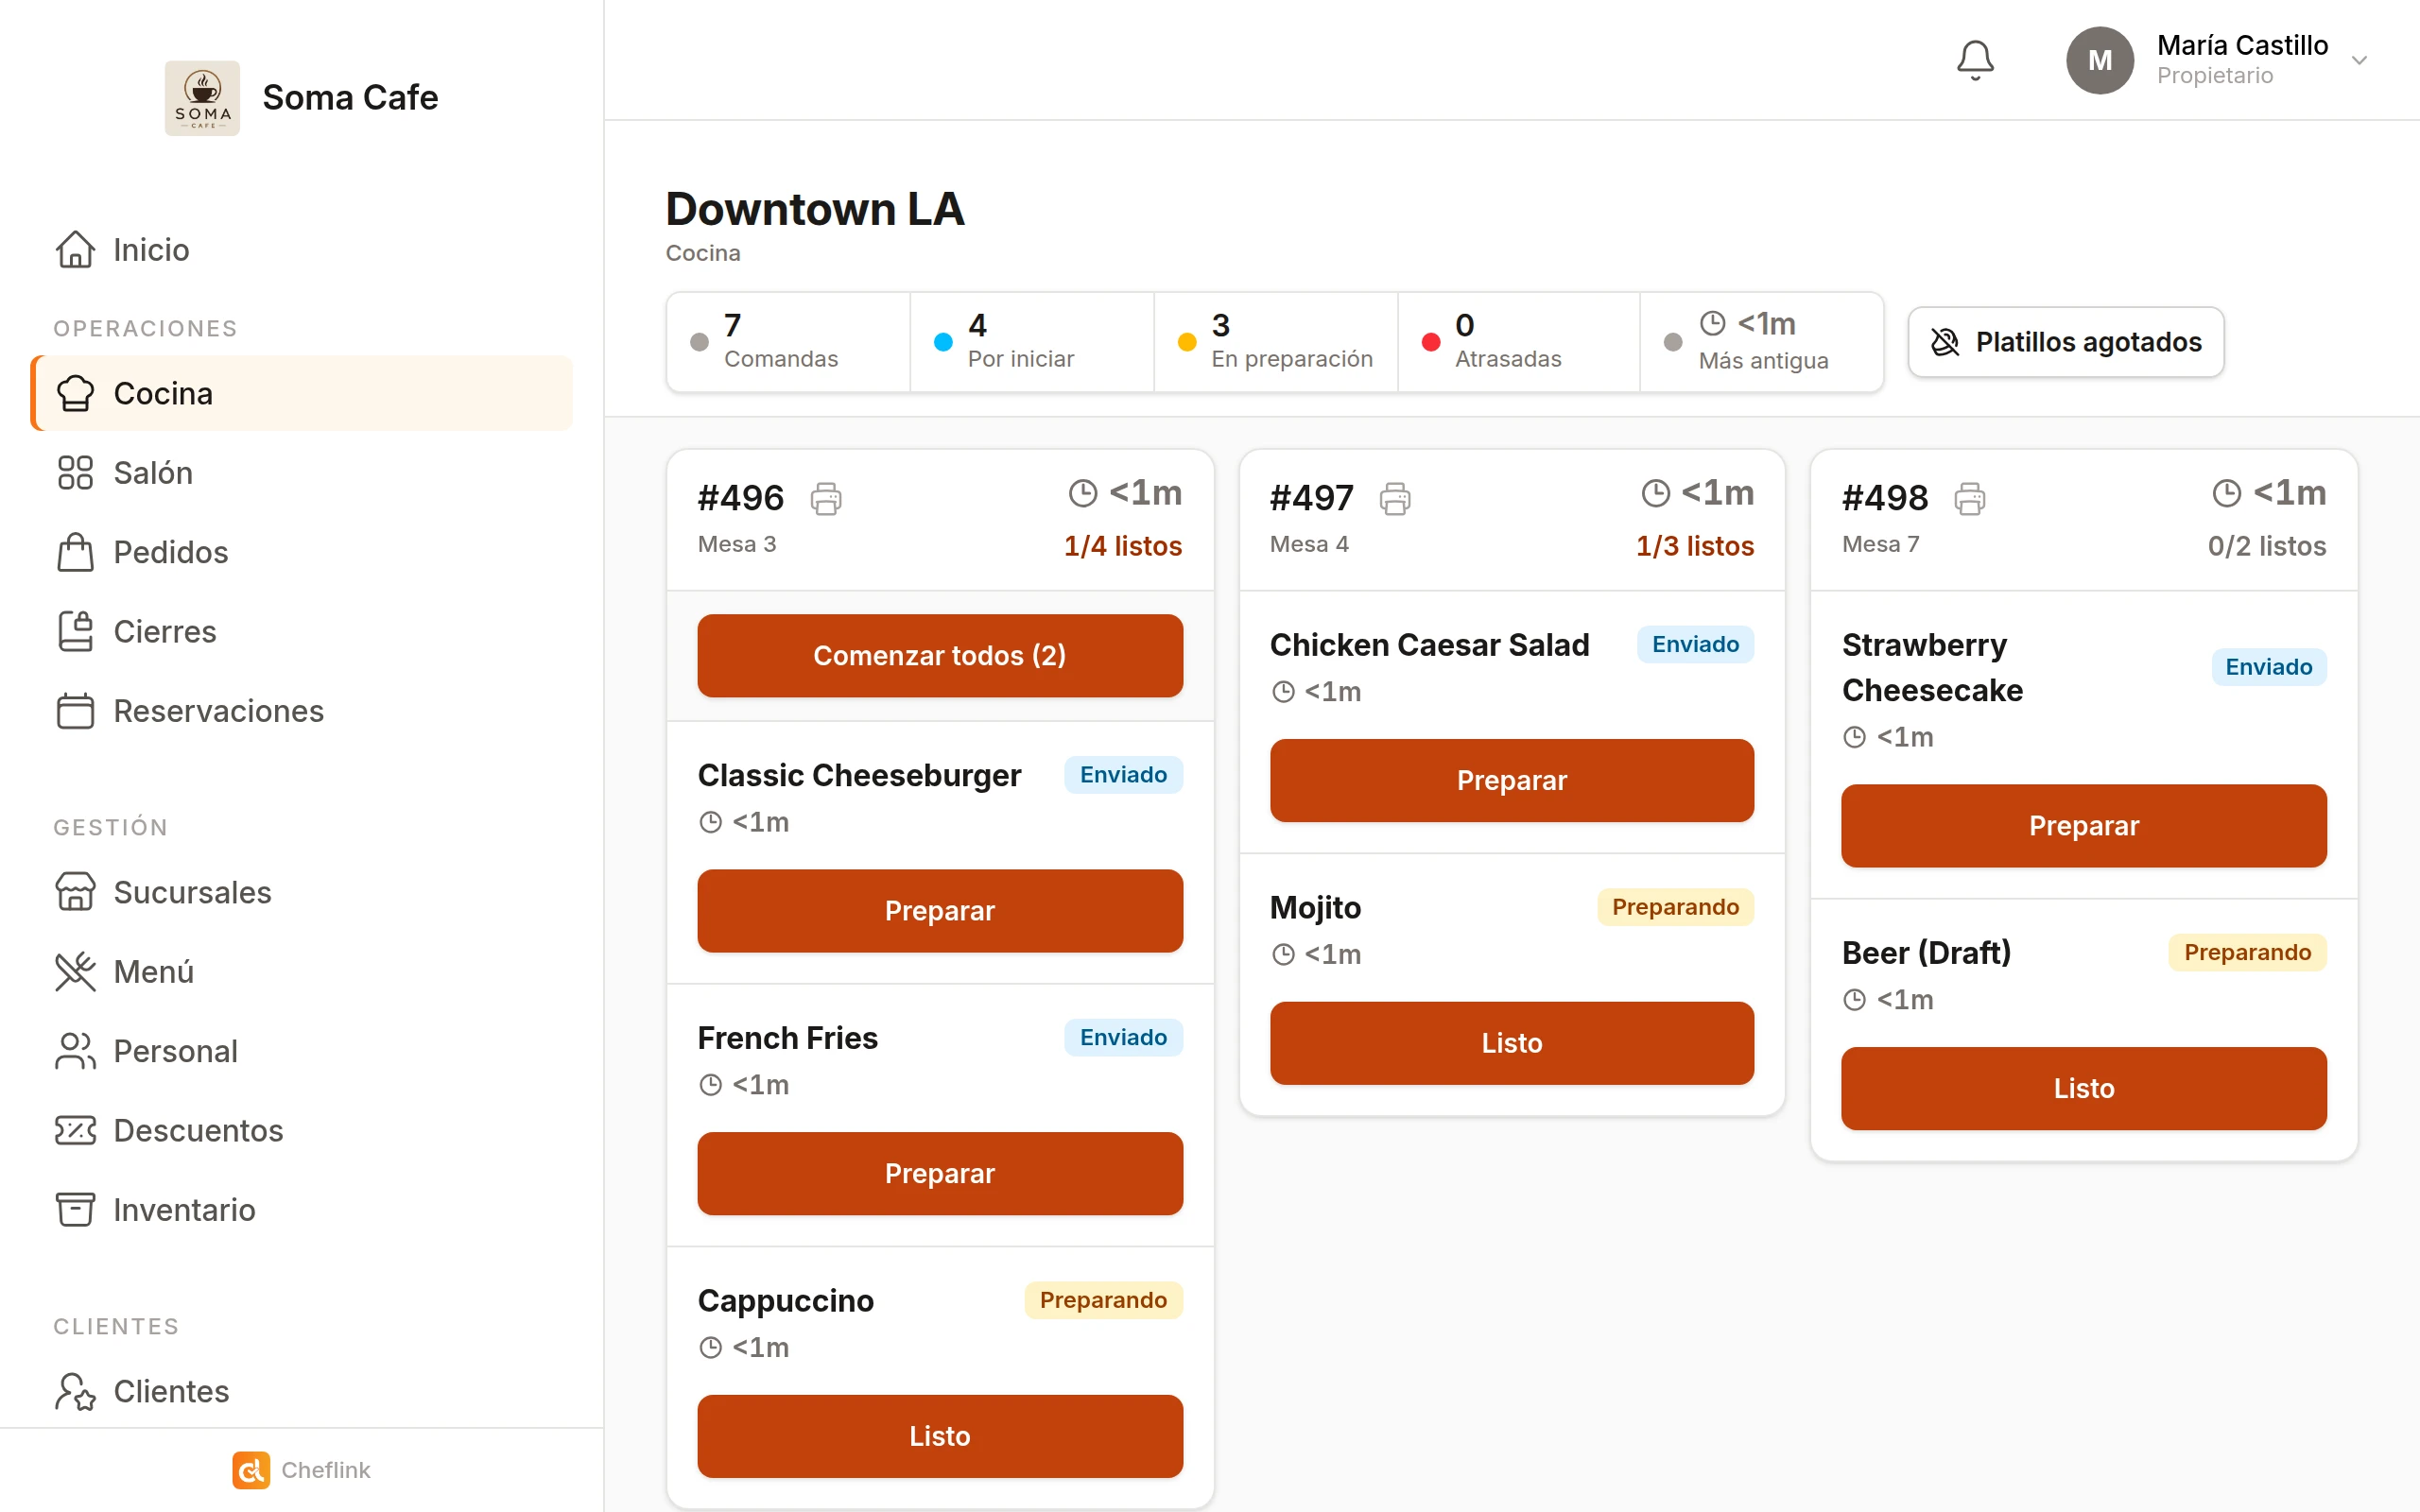 SOMA
CAFE
Soma Cafe
Inicio
OPERACIONES
Cocina
Salón
Pedidos
Cierres
Reservaciones
GESTIÓN
Sucursales
Menú
Personal
Descuentos
Inventario
CLIENTES
Clientes
Cheflink
M
María Castillo
Propietario
Downtown LA
Cocina
7
Comandas
4
Por iniciar
3
En preparación
0
Atrasadas
<1m
Más antigua
Platillos agotados
#496
<1m
Mesa 3
1/4 listos
Comenzar todos (2)
Classic Cheeseburger
Enviado
<1m
Preparar
French Fries
Enviado
<1m
Preparar
Cappuccino
Preparando
<1m
Listo
#497
<1m
Mesa 4
1/3 listos
Chicken Caesar Salad
Enviado
<1m
Preparar
Mojito
Preparando
<1m
Listo
#498
<1m
Mesa 7
0/2 listos
Strawberry
Cheesecake
Enviado
<1m
Preparar
Beer (Draft)
Preparando
<1m
Listo